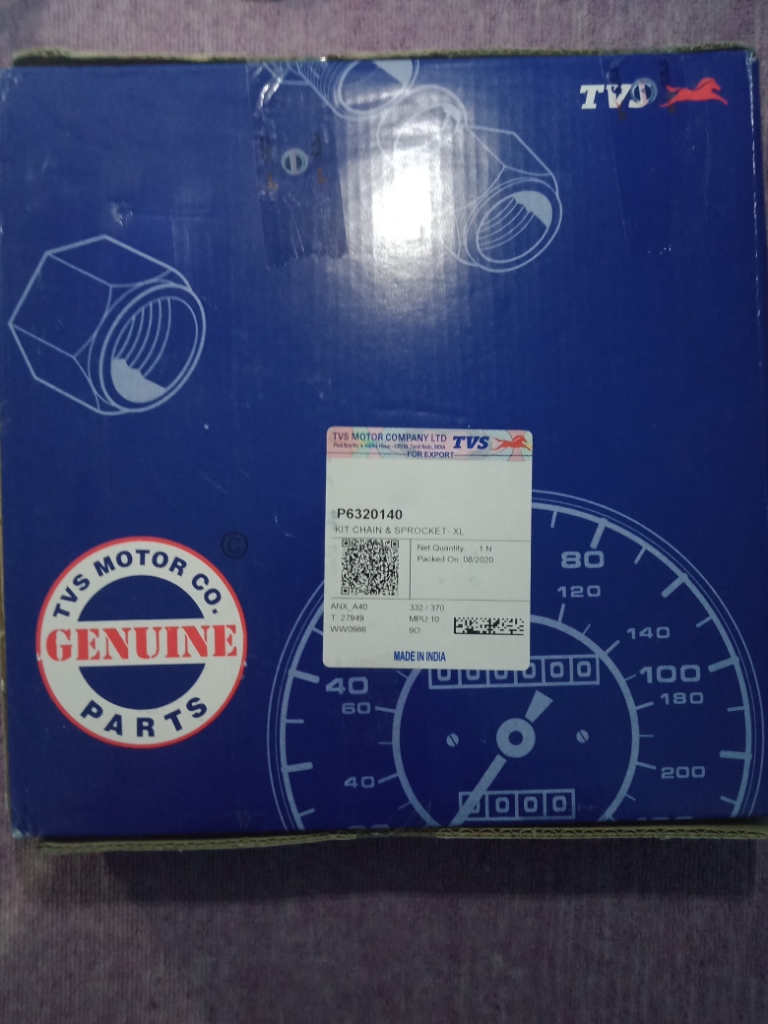 TVS
TVS MOTOR COMPANY LTD TVS
FOR EXPORT
P6320140
KIT CHAIN & SPROCKET- XL
Net Quantity 1 N
Packed On: 08/2020
ANX_A40 332 / 370
T. 27949 MPU:10
WW0986
MADE IN INDIA
©
TVS MOTOR CO.
GENUINE
PARTS
80
120
140
100
180
200
40
60
40
000000
0000